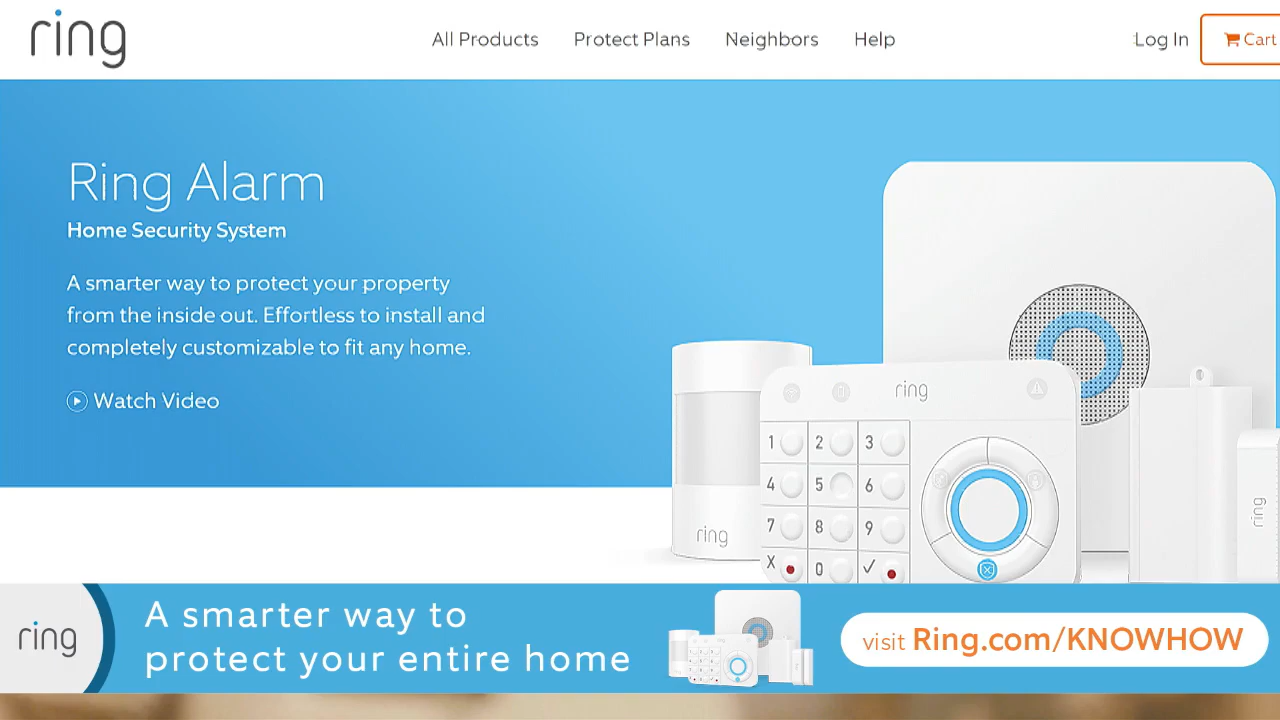 ring
All Products
Protect Plans
Neighbors
Help
Log In
Cart
Ring Alarm
Home Security System
A smarter way to protect your property
from the inside out. Effortless to install and
completely customizable to fit any home.
Watch Video
ring
1 2 3
4 5 6
7 8 9
X 0 ✓
ring
ring
ring
A smarter way to
protect your entire home
visit Ring.com/KNOWHOW